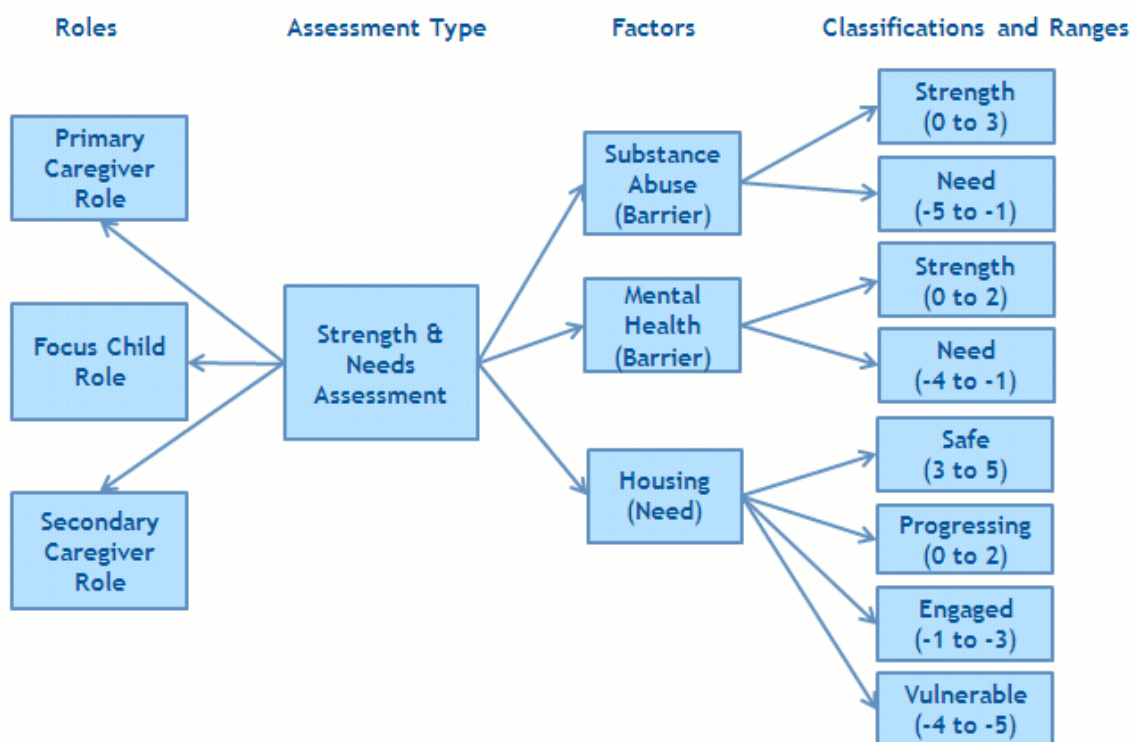 Roles
Assessment Type
Factors
Classifications and Ranges
Primary
Caregiver
Role
Focus Child
Role
Secondary
Caregiver
Role
Strength &
Needs
Assessment
Substance
Abuse
(Barrier)
Mental
Health
(Barrier)
Housing
(Need)
Strength
(0 to 3)
Need
(-5 to -1)
Strength
(0 to 2)
Need
(-4 to -1)
Safe
(3 to 5)
Progressing
(0 to 2)
Engaged
(-1 to -3)
Vulnerable
(-4 to -5)